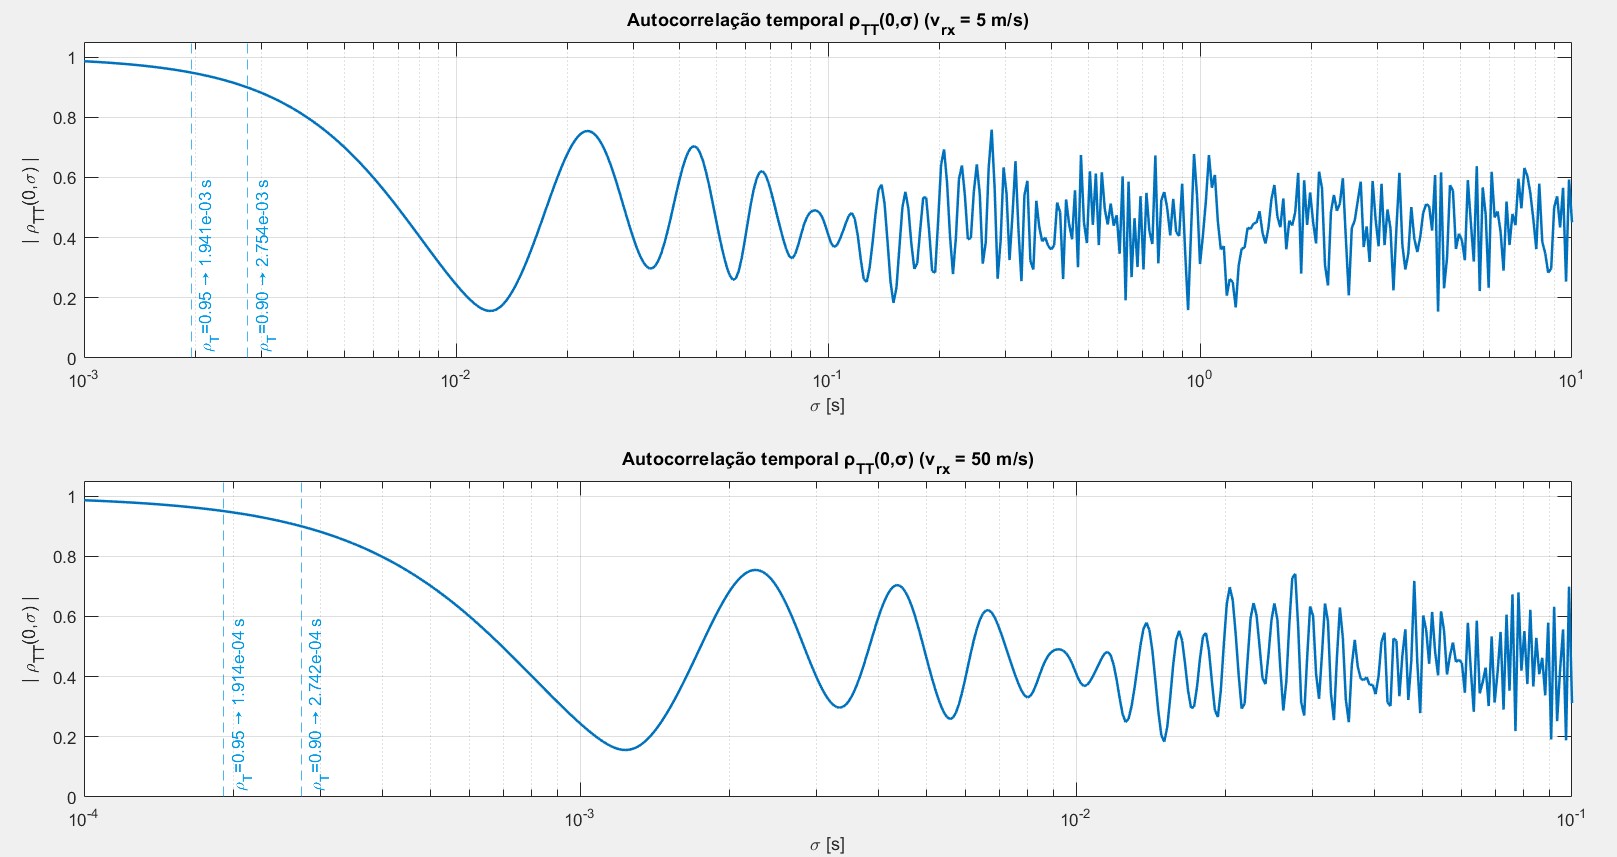 Autocorrelação temporal ρTT(0,σ) (vrx = 5 m/s)
1
0.8
0.6
0.4
0.2
0
| ρTT(0,σ) |
ρT=0.95 → 1.941e-03 s
ρT=0.90 → 2.754e-03 s
10-3 10-2 10-1 100 101
σ [s]
Autocorrelação temporal ρTT(0,σ) (vrx = 50 m/s)
1
0.8
0.6
0.4
0.2
0
| ρTT(0,σ) |
ρT=0.95 → 1.914e-04 s
ρT=0.90 → 2.742e-04 s
10-4 10-3 10-2 10-1
σ [s]